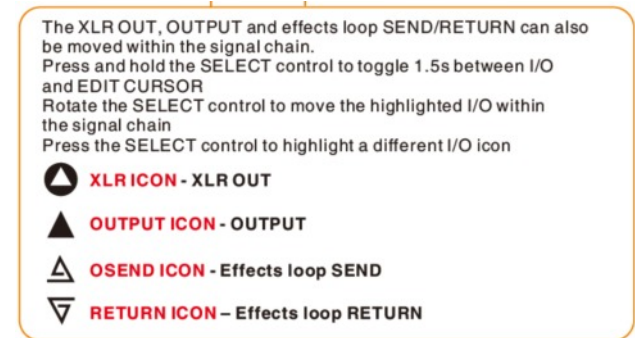 The XLR OUT, OUTPUT and effects loop SEND/RETURN can also
be moved within the signal chain.
Press and hold the SELECT control to toggle 1.5s between I/O
and EDIT CURSOR
Rotate the SELECT control to move the highlighted I/O within
the signal chain
Press the SELECT control to highlight a different I/O icon
XLR ICON - XLR OUT
OUTPUT ICON - OUTPUT
OSEND ICON - Effects loop SEND
RETURN ICON – Effects loop RETURN